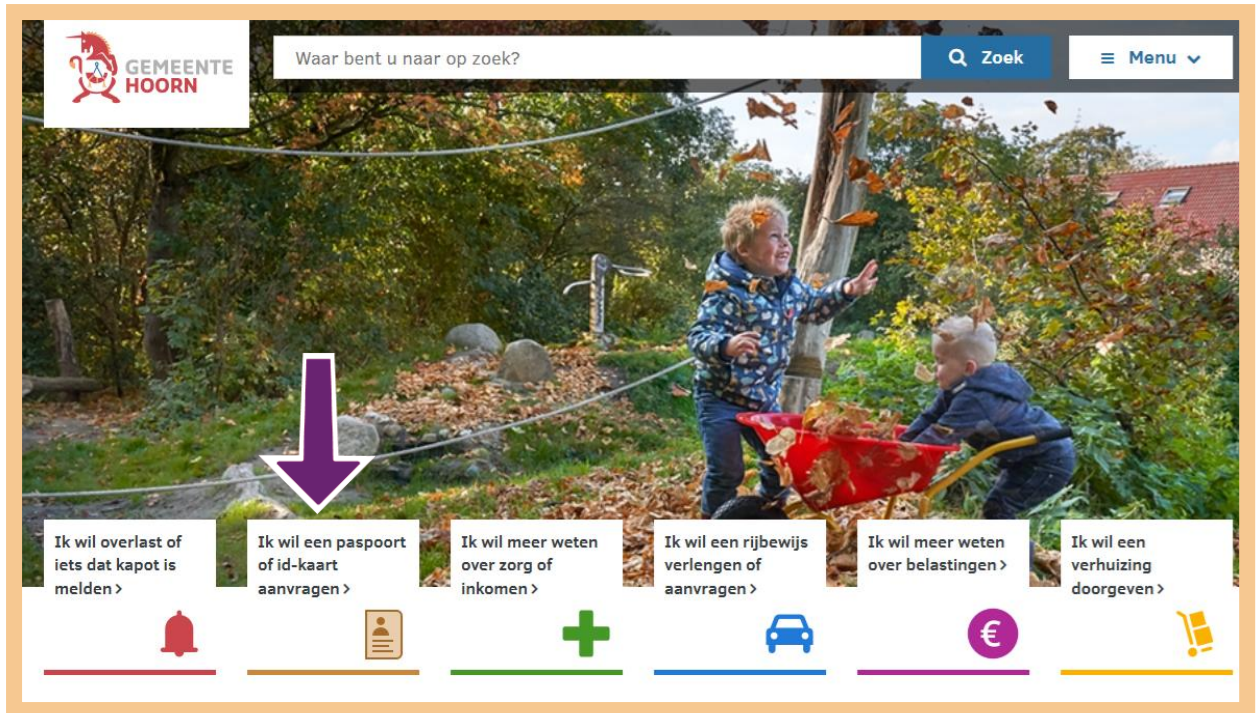 GEMEENTE
HOORN
Waar bent u naar op zoek?
Zoek
Menu
Ik wil overlast of
iets dat kapot is
melden >
Ik wil een paspoort
of id-kaart
aanvragen >
Ik wil meer weten
over zorg of
inkomen >
Ik wil een rijbewijs
verlengen of
aanvragen >
Ik wil meer weten
over belastingen >
Ik wil een
verhuizing
doorgeven >
€